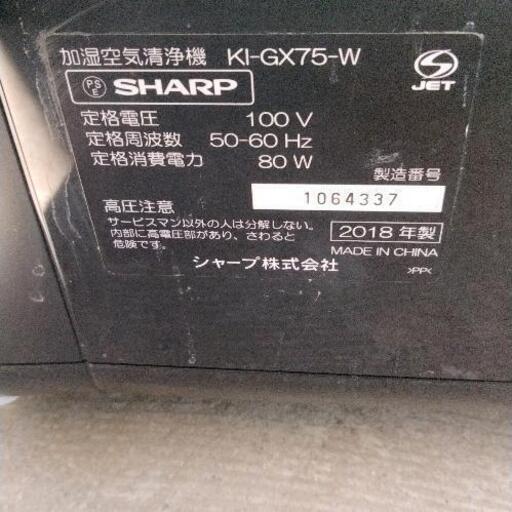 加湿空気清浄機 KI-GX75-W
PS E SHARP
JET
定格電圧 100 V
定格周波数 50-60 Hz
定格消費電力 80 W
製造番号
1064337
高圧注意
サービスマン以外の人は分解しない。
内部に高電圧部があり、さわると
危険です。
2018 年製
MADE IN CHINA
シャープ株式会社
>PP<